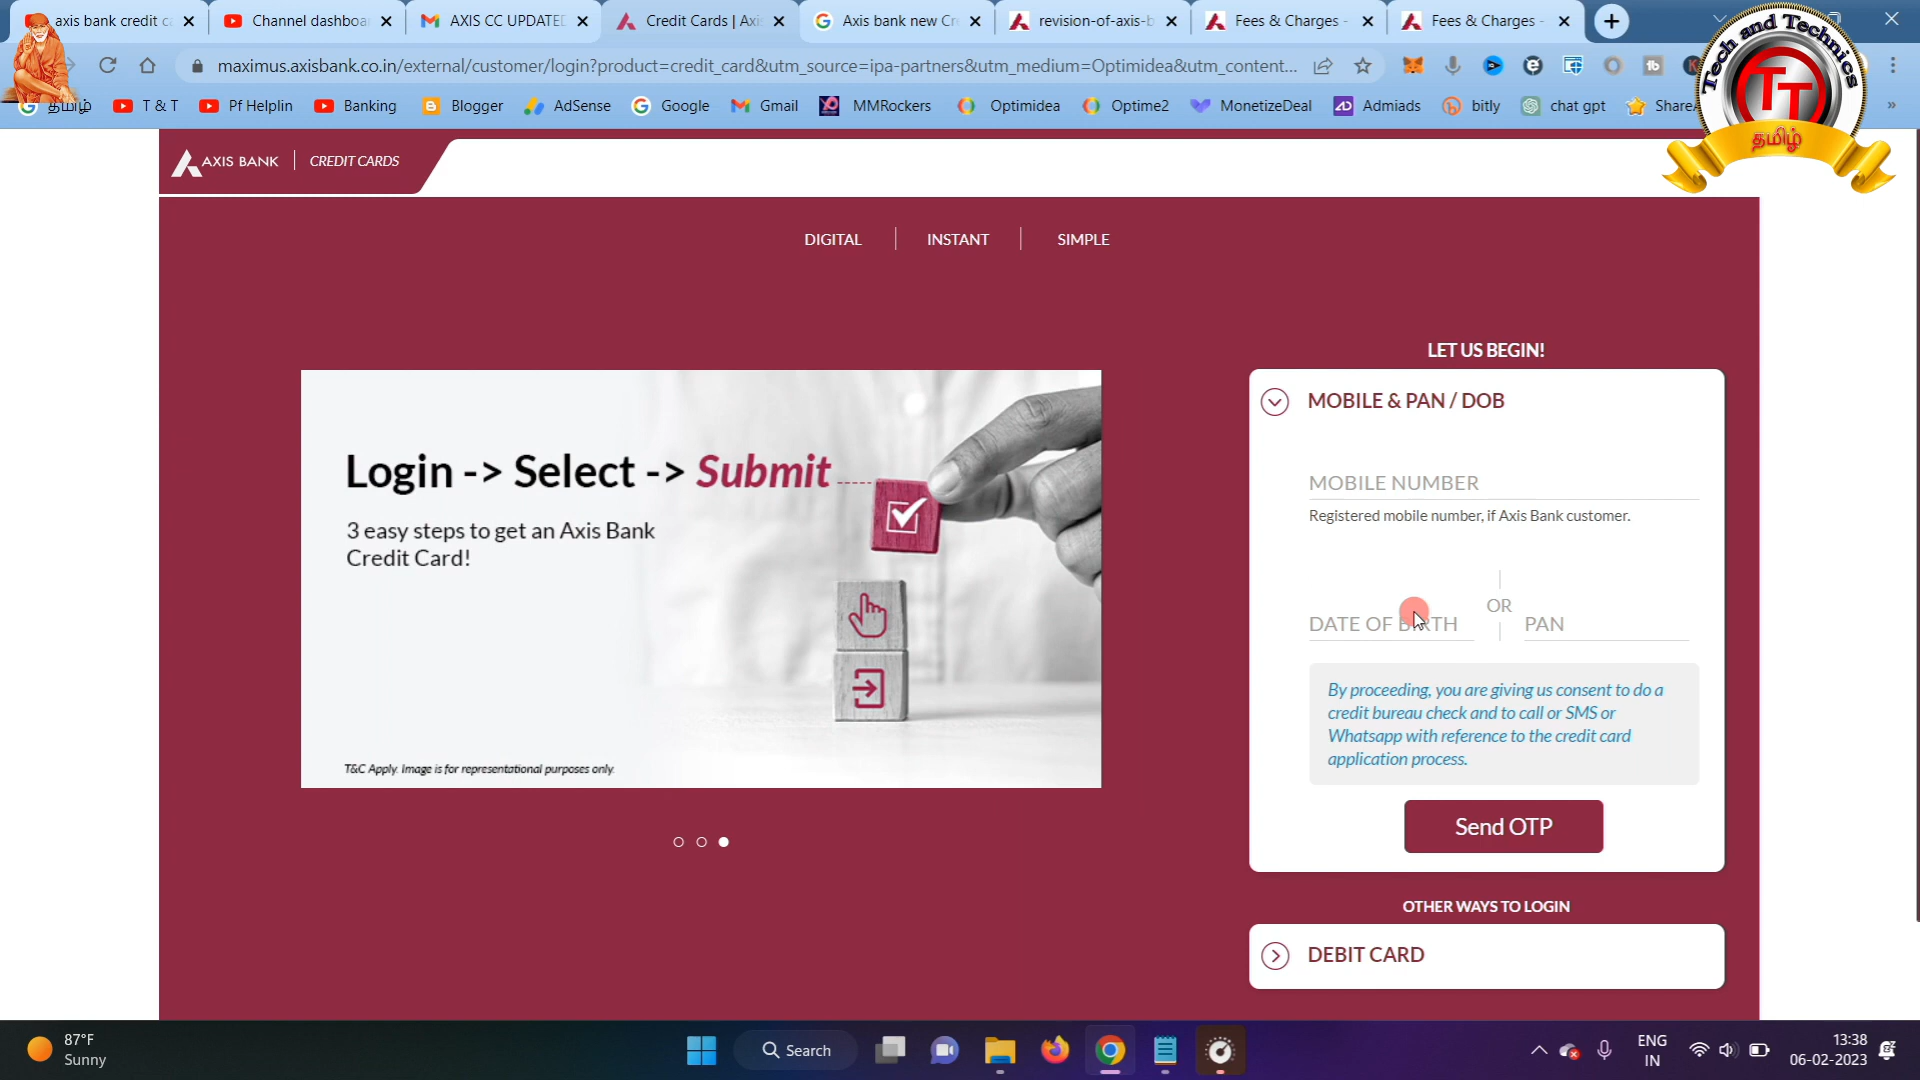 axis bank credit ca
Channel dashboa
AXIS CC UPDATED
Credit Cards | Axis
Axis bank new Cr
revision-of-axis-b
Fees & Charges -
Fees & Charges -
maximus.axisbank.co.in/external/customer/login?product=credit_card&utm_source=ipa-partners&utm_medium=Optimidea&utm_content...
தமிழ்
T & T
Pf Helplin
Banking
Blogger
AdSense
Google
Gmail
MMRockers
Optimidea
Optime2
MonetizeDeal
Admiads
bitly
chat gpt
ShareA
Tech and Technics
TT
தமிழ்
AXIS BANK
CREDIT CARDS
DIGITAL
INSTANT
SIMPLE
Login -> Select -> Submit
3 easy steps to get an Axis Bank
Credit Card!
T&C Apply. Image is for representational purposes only.
LET US BEGIN!
MOBILE & PAN / DOB
MOBILE NUMBER
Registered mobile number, if Axis Bank customer.
OR
DATE OF BIRTH
PAN
By proceeding, you are giving us consent to do a
credit bureau check and to call or SMS or
Whatsapp with reference to the credit card
application process.
Send OTP
OTHER WAYS TO LOGIN
DEBIT CARD
87°F
Sunny
Search
ENG
IN
13:38
06-02-2023